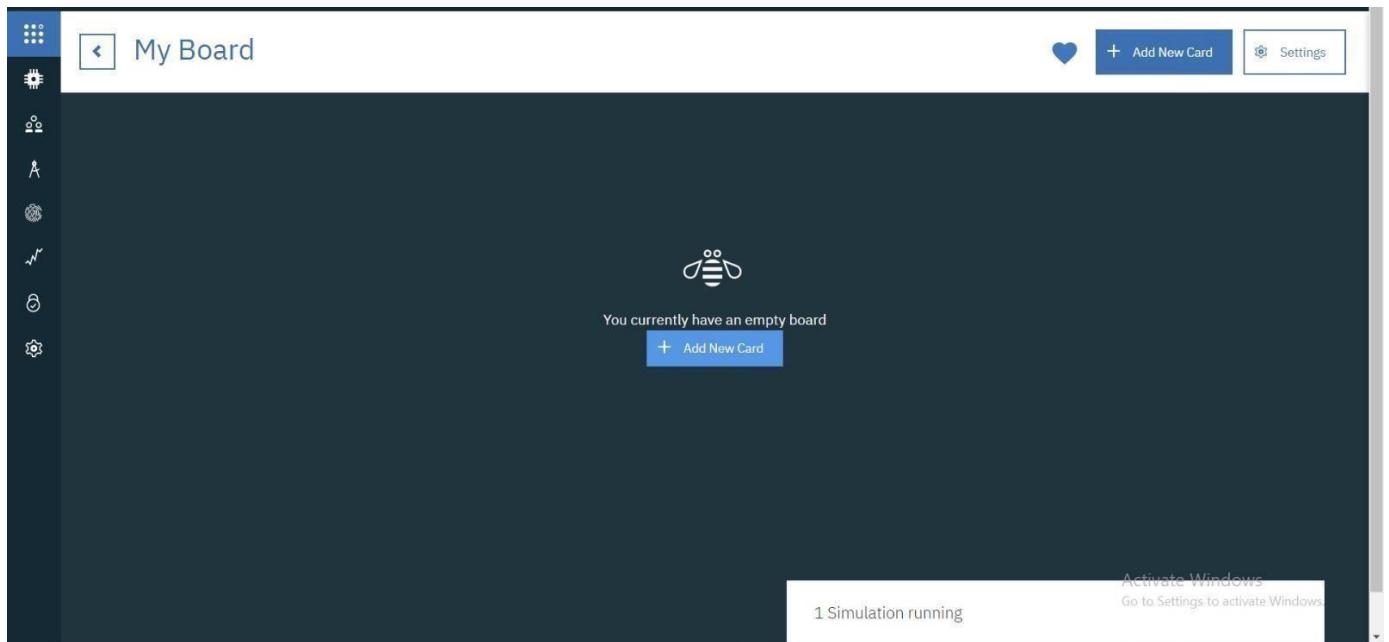 My Board
+ Add New Card
Settings
You currently have an empty board
+ Add New Card
1 Simulation running
Activate Windows
Go to Settings to activate Windows.